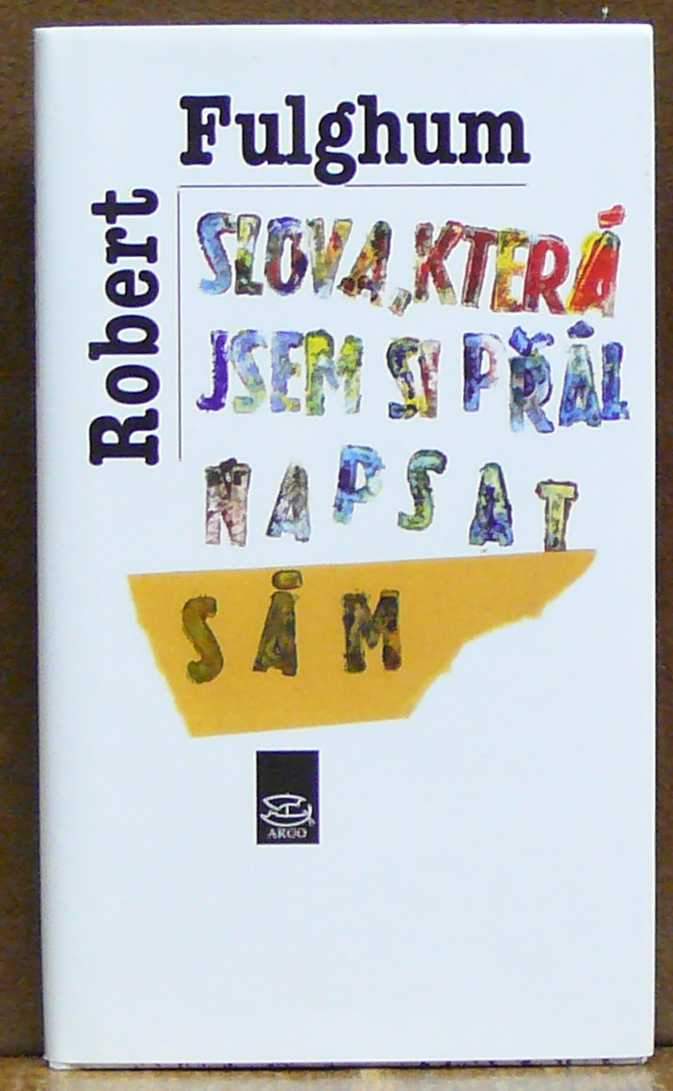 Robert
Fulghum
SLOVA, KTERÁ
JSEM SI PŘÁL
NAPSAT
SÁM
ARGO